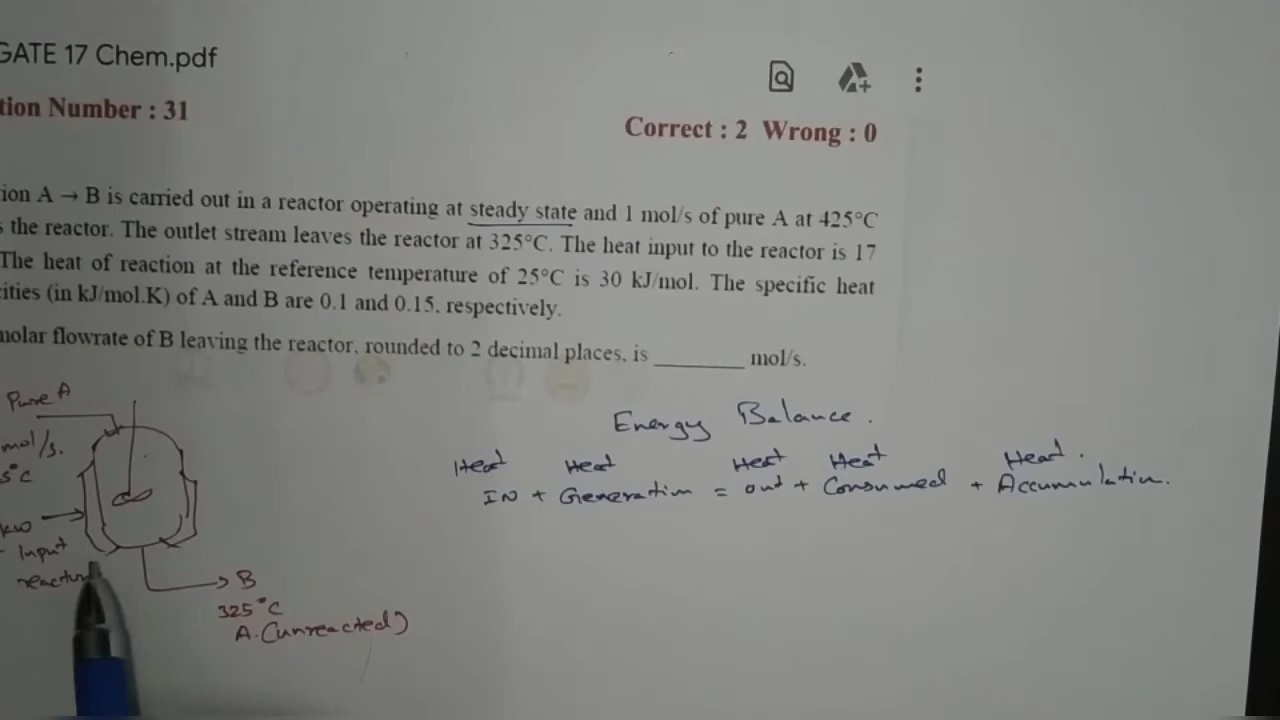 GATE 17 Chem.pdf
tion Number : 31
Correct : 2 Wrong : 0
ion A → B is carried out in a reactor operating at steady state and 1 mol/s of pure A at 425°C
s the reactor. The outlet stream leaves the reactor at 325°C. The heat input to the reactor is 17
The heat of reaction at the reference temperature of 25°C is 30 kJ/mol. The specific heat
cities (in kJ/mol.K) of A and B are 0.1 and 0.15, respectively.
molar flowrate of B leaving the reactor, rounded to 2 decimal places, is ________ mol/s.
Pure A
mol/s.
5°C
kw
Input
reactor
B
325°C
A.(unreacted)
Energy Balance.
Heat Heat Heat Heat Heat.
IN + Generation = out + Consumed + Accumulation.